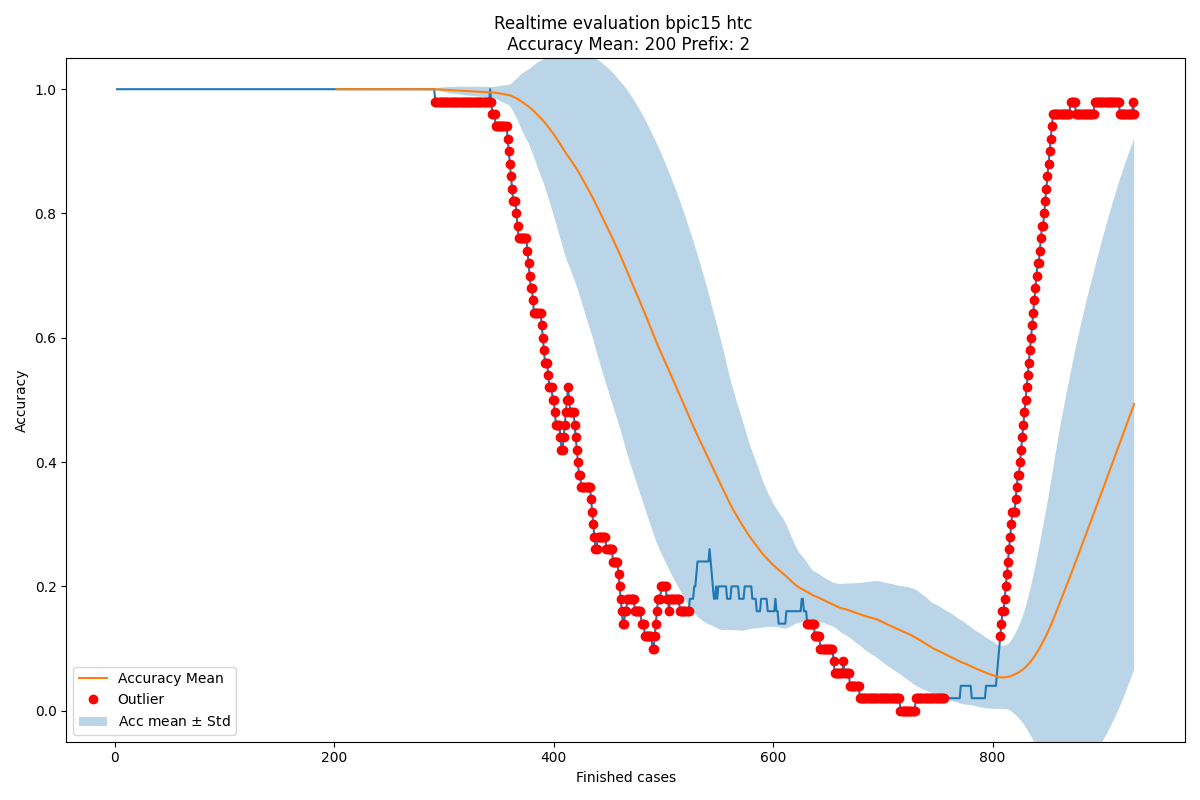 Realtime evaluation bpic15 htc
Accuracy Mean: 200 Prefix: 2
1.0
0.8
0.6
0.4
0.2
0.0
Accuracy
Accuracy Mean
Outlier
Acc mean ± Std
0
200
400
600
800
Finished cases